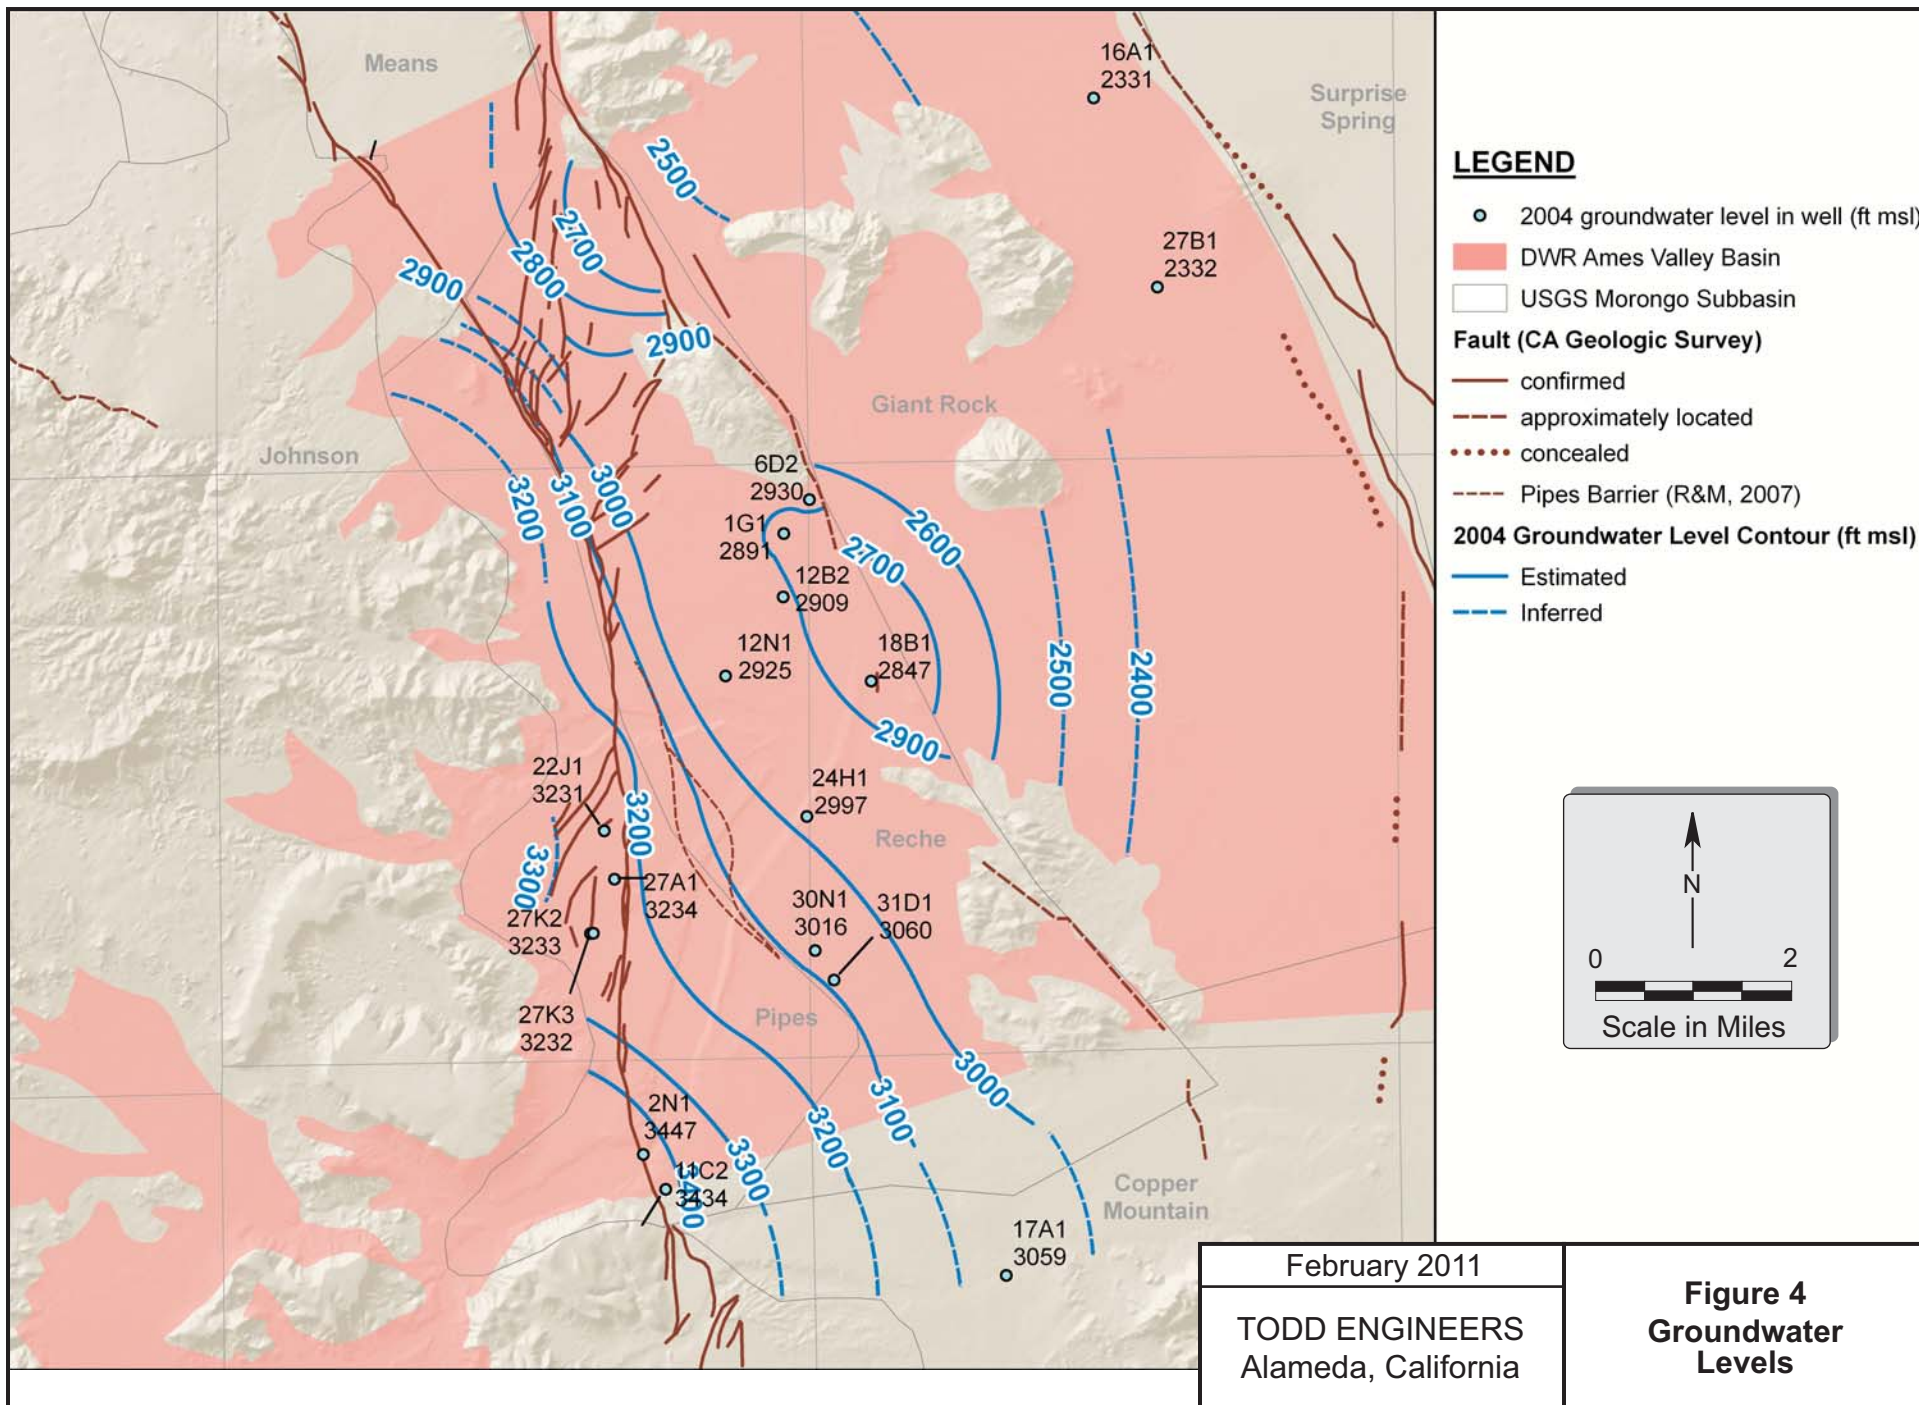 Means
Surprise
Spring
16A1
2331
2500
27B1
2332
2700
2800
2900
2900
Giant Rock
Johnson
6D2
2930
1G1
2891
12B2
2909
12N1
2925
18B1
2847
3200
3100
3000
2600
2700
2500
2400
2900
22J1
3231
3200
24H1
2997
Reche
3300
27A1
3234
27K2
3233
30N1
3016
31D1
3060
27K3
3232
Pipes
3000
3100
3200
3300
2N1
3447
11C2
3434
3400
Copper
Mountain
17A1
3059
LEGEND
2004 groundwater level in well (ft msl)
DWR Ames Valley Basin
USGS Morongo Subbasin
Fault (CA Geologic Survey)
confirmed
approximately located
concealed
Pipes Barrier (R&M, 2007)
2004 Groundwater Level Contour (ft msl)
Estimated
Inferred
N
0 2
Scale in Miles
February 2011
TODD ENGINEERS
Alameda, California
Figure 4
Groundwater
Levels